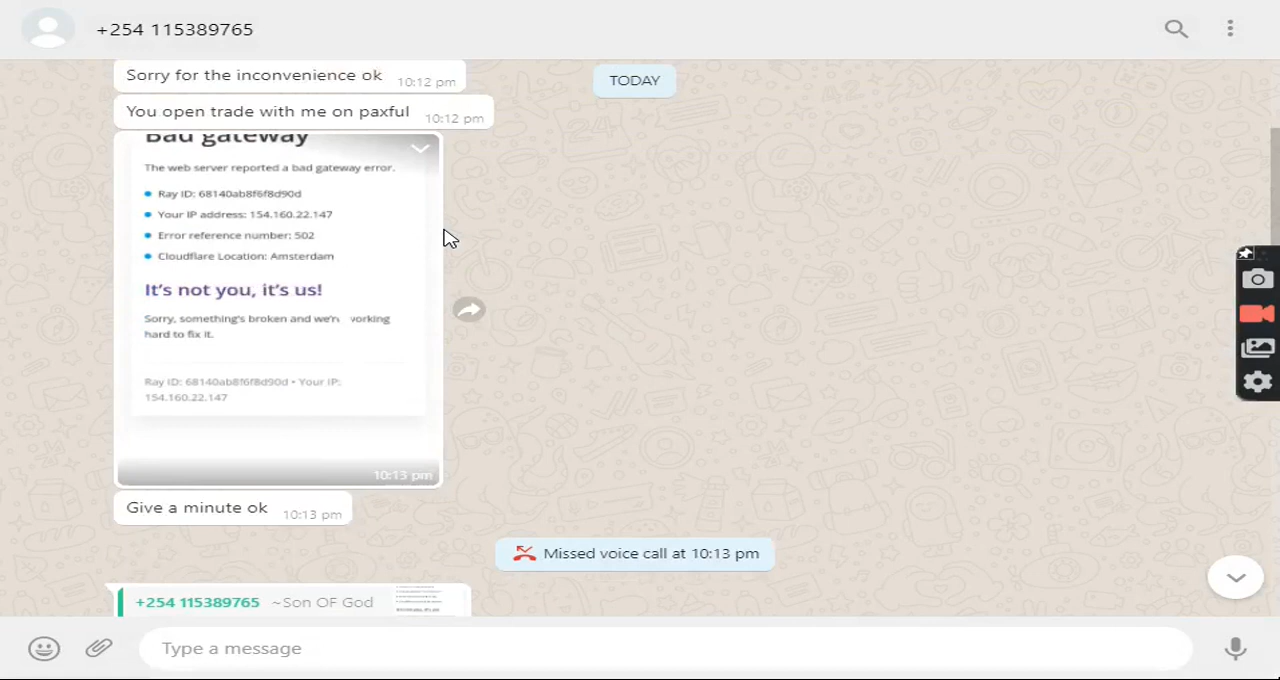 +254 115389765
Sorry for the inconvenience ok 10:12 pm
TODAY
You open trade with me on paxful 10:12 pm
Bad gateway
The web server reported a bad gateway error.
Ray ID: 68140ab8f6f8d90d
Your IP address: 154.160.22.147
Error reference number: 502
Cloudflare Location: Amsterdam
It's not you, it's us!
Sorry, something's broken and we're vorking
hard to fix it.
Ray ID: 68140ab8f6f8d90d • Your IP:
154.160.22.147
10:13 pm
Give a minute ok 10:13 pm
Missed voice call at 10:13 pm
+254 115389765 ~Son OF God
Type a message